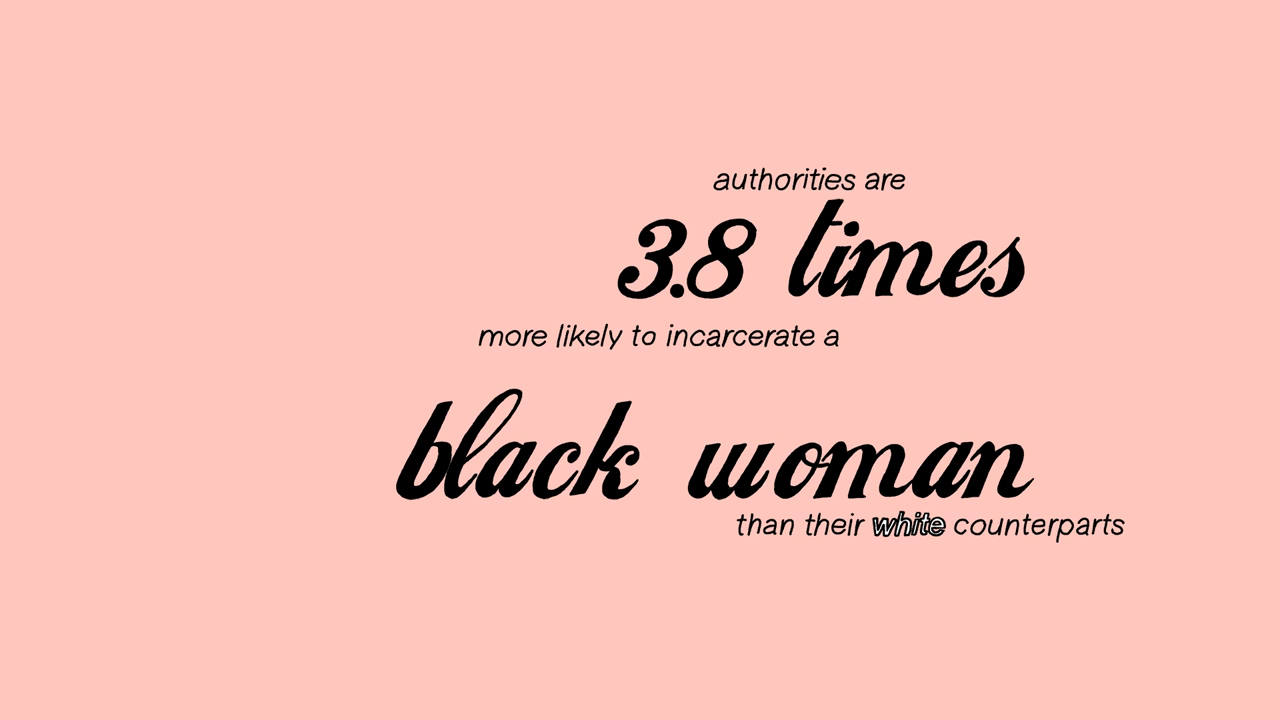 authorities are
3.8 times
more likely to incarcerate a
black woman
than their white counterparts